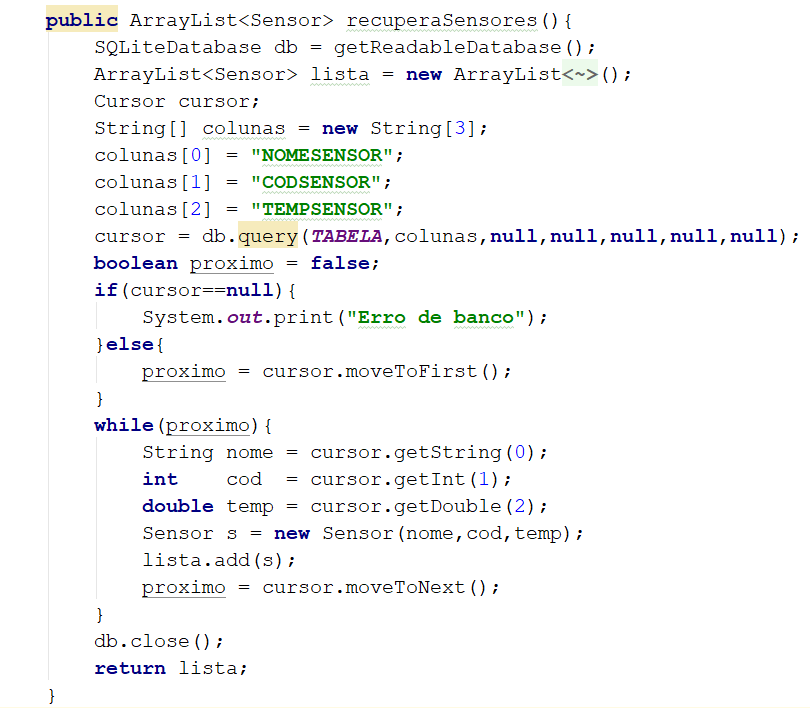 public ArrayList<Sensor> recuperaSensores(){
    SQLiteDatabase db = getReadableDatabase();
    ArrayList<Sensor> lista = new ArrayList<~>();
    Cursor cursor;
    String[] colunas = new String[3];
    colunas[0] = "NOMESENSOR";
    colunas[1] = "CODSENSOR";
    colunas[2] = "TEMPSENSOR";
    cursor = db.query(TABELA,colunas,null,null,null,null,null);
    boolean proximo = false;
    if(cursor==null){
        System.out.print("Erro de banco");
    }else{
        proximo = cursor.moveToFirst();
    }
    while(proximo){
        String nome = cursor.getString(0);
        int    cod  = cursor.getInt(1);
        double temp = cursor.getDouble(2);
        Sensor s = new Sensor(nome,cod,temp);
        lista.add(s);
        proximo = cursor.moveToNext();
    }
    db.close();
    return lista;
}